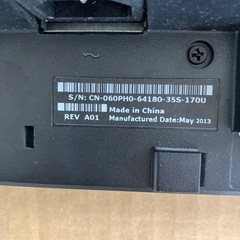 S/N: CN-060PH0-64180-35S-170U
Made in China
REV A01 Manufactured Date:May 2013